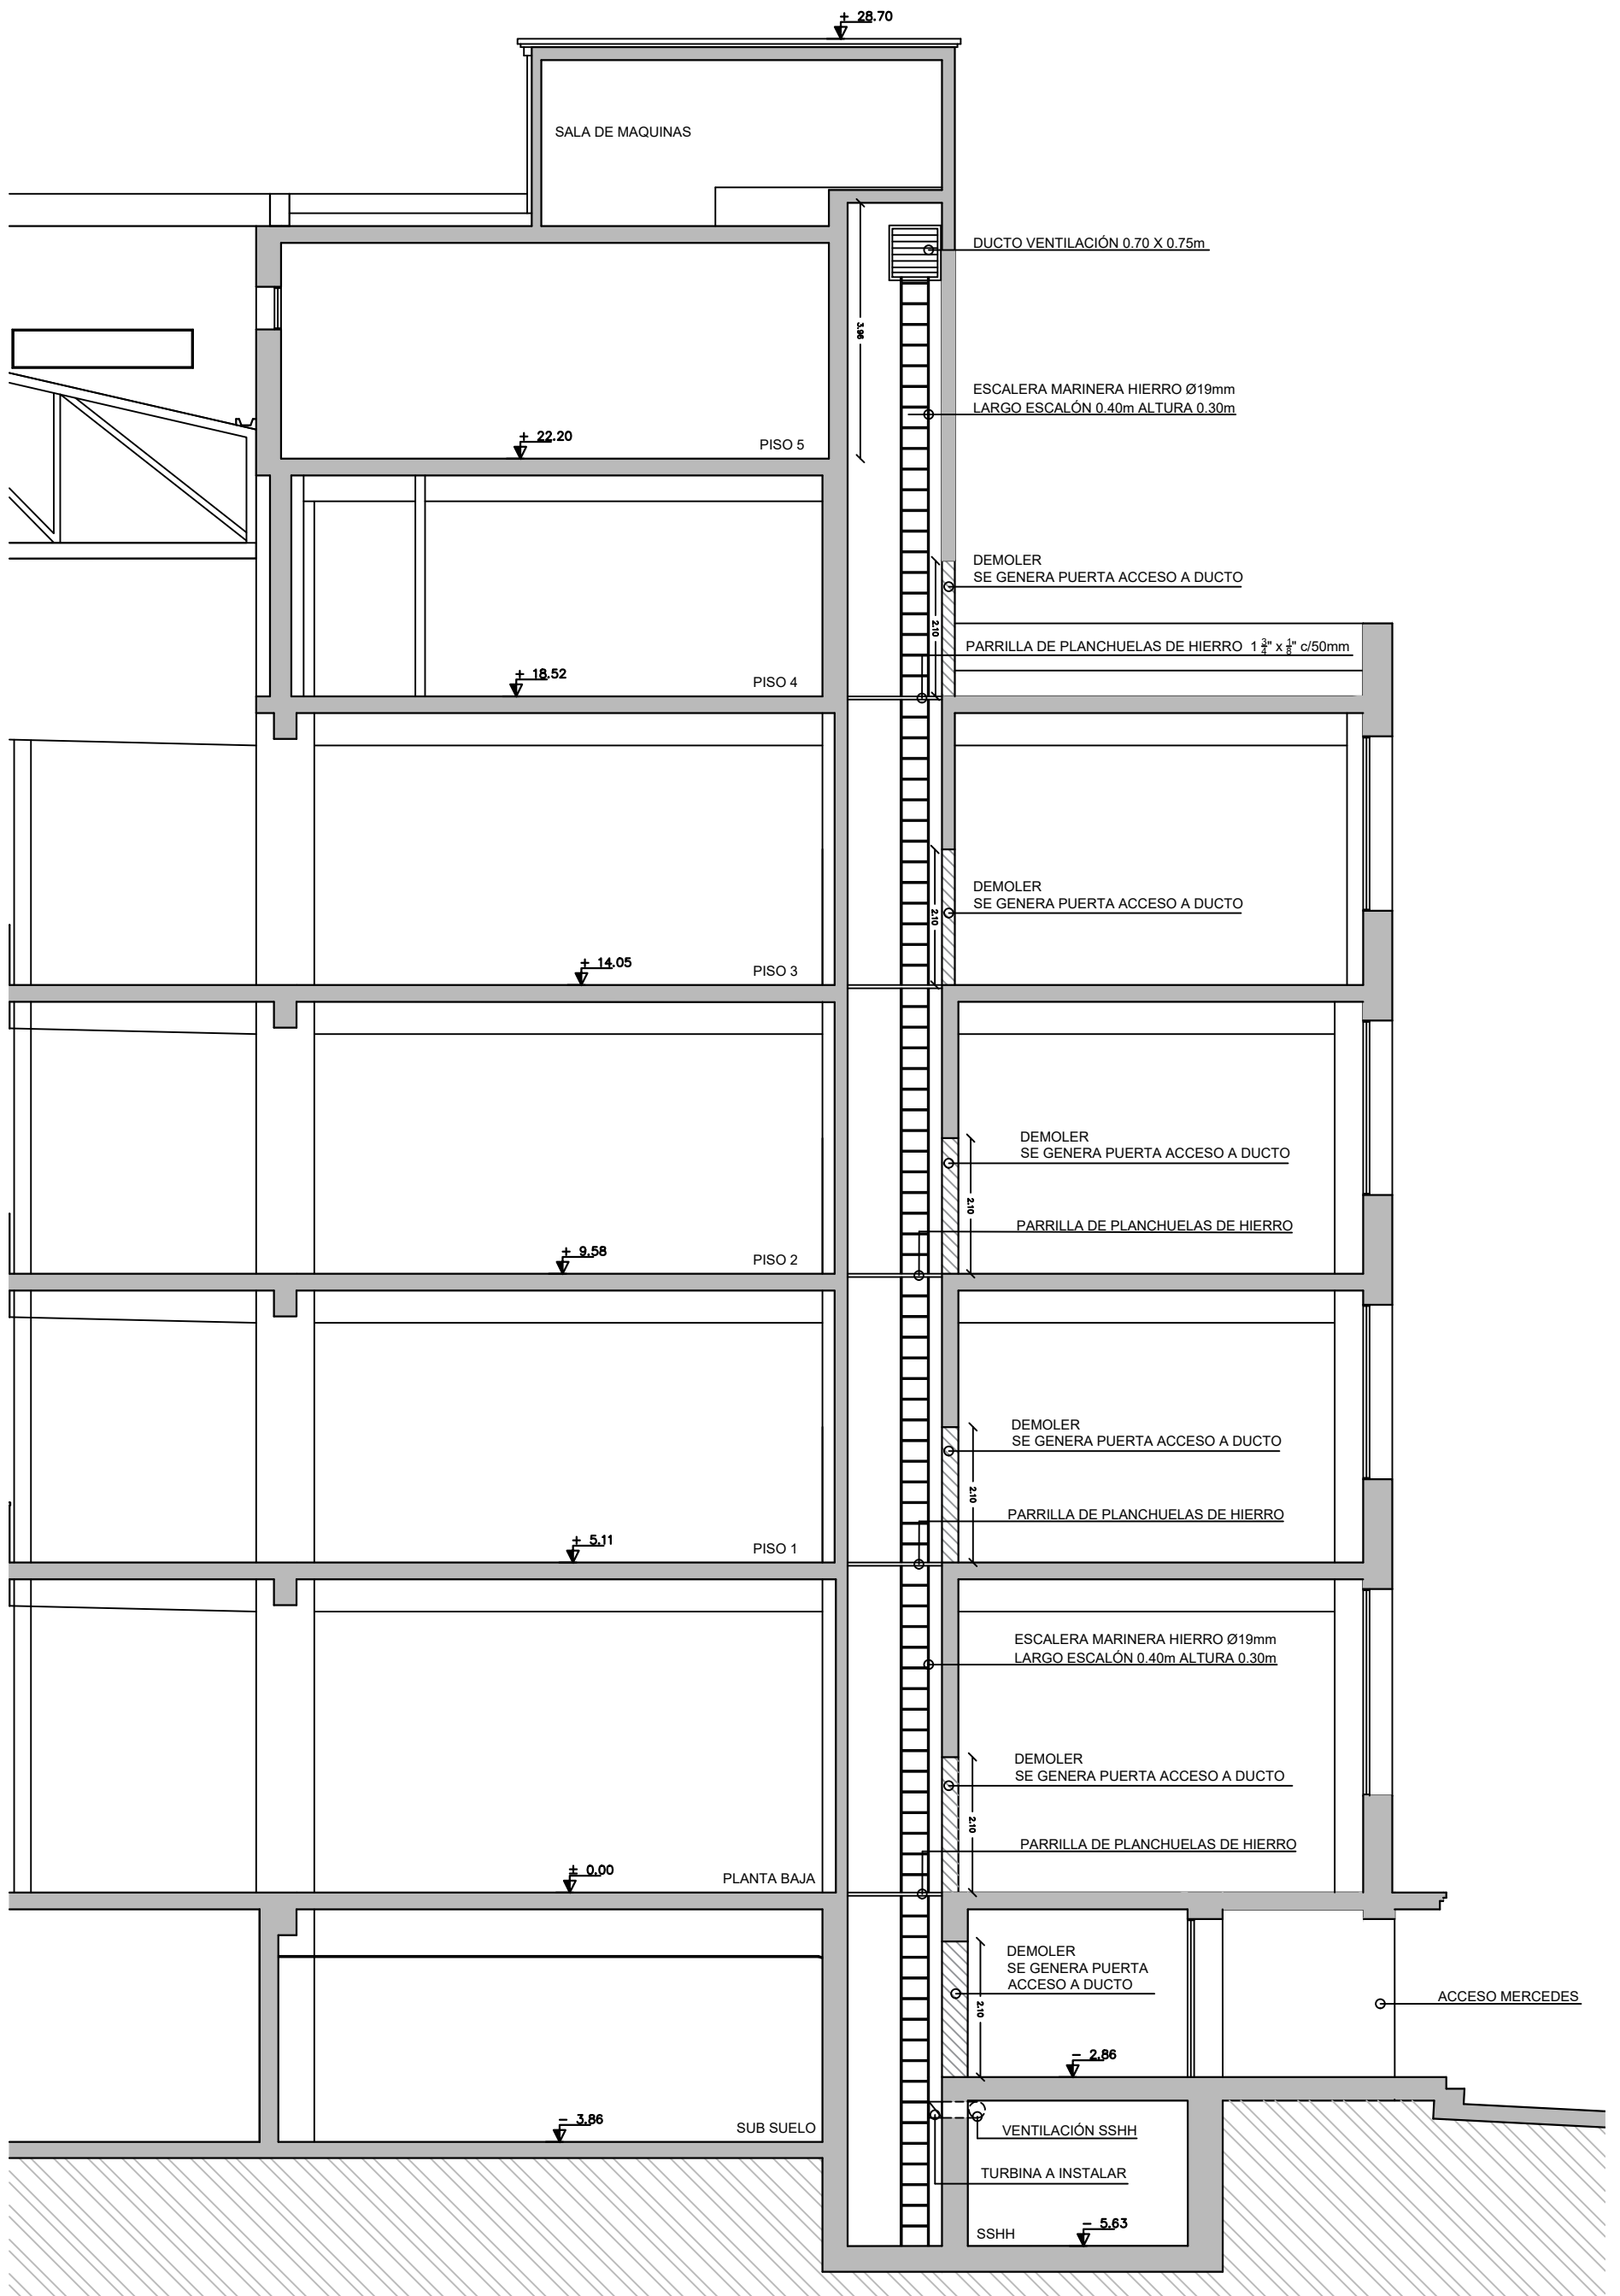 + 28.70
SALA DE MAQUINAS
DUCTO VENTILACIÓN 0.70 X 0.75m
3.96
ESCALERA MARINERA HIERRO Ø19mm
LARGO ESCALÓN 0.40m ALTURA 0.30m
+ 22.20
PISO 5
DEMOLER
SE GENERA PUERTA ACCESO A DUCTO
2.10
PARRILLA DE PLANCHUELAS DE HIERRO 1 3/4" x 1/8" c/50mm
+ 18.52
PISO 4
DEMOLER
SE GENERA PUERTA ACCESO A DUCTO
2.10
+ 14.05
PISO 3
DEMOLER
SE GENERA PUERTA ACCESO A DUCTO
2.10
PARRILLA DE PLANCHUELAS DE HIERRO
+ 9.58
PISO 2
DEMOLER
SE GENERA PUERTA ACCESO A DUCTO
2.10
PARRILLA DE PLANCHUELAS DE HIERRO
+ 5.11
PISO 1
ESCALERA MARINERA HIERRO Ø19mm
LARGO ESCALÓN 0.40m ALTURA 0.30m
DEMOLER
SE GENERA PUERTA ACCESO A DUCTO
2.10
PARRILLA DE PLANCHUELAS DE HIERRO
± 0.00
PLANTA BAJA
DEMOLER
SE GENERA PUERTA
ACCESO A DUCTO
2.10
ACCESO MERCEDES
- 2.86
- 3.86
SUB SUELO
VENTILACIÓN SSHH
TURBINA A INSTALAR
- 5.63
SSHH